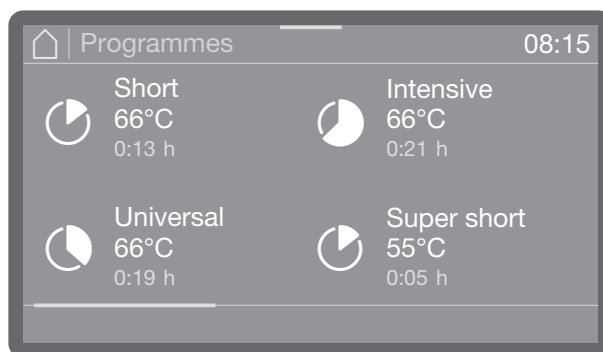 Programmes
08:15
Short
66°C
0:13 h
Intensive
66°C
0:21 h
Universal
66°C
0:19 h
Super short
55°C
0:05 h